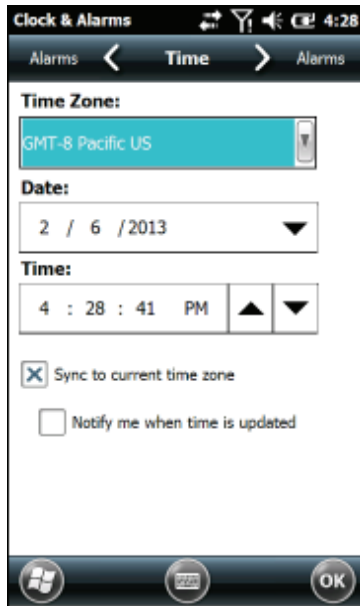 Clock & Alarms 4:28
Alarms Time Alarms
Time Zone:
GMT-8 Pacific US
Date:
2 / 6 /2013
Time:
4 : 28 : 41 PM
Sync to current time zone
Notify me when time is updated
OK